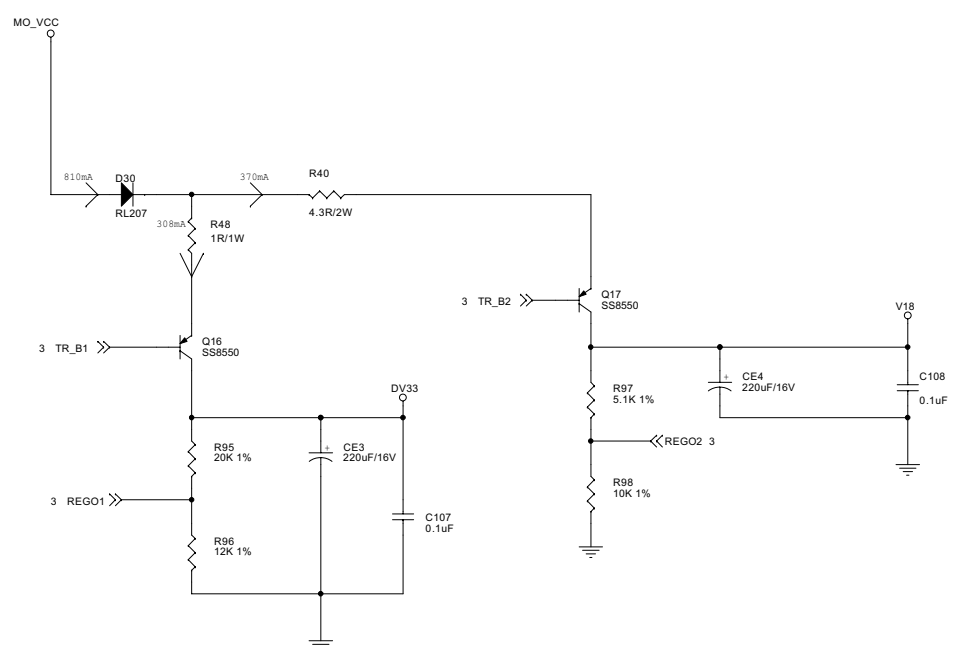 MO_VCC
810mA
D30
RL207
370mA
R40
4.3R/2W
308mA
R48
1R/1W
3 TR_B1
Q16
SS8550
3 TR_B2
Q17
SS8550
V18
DV33
R97
5.1K 1%
+
CE4
220uF/16V
C108
0.1uF
R95
20K 1%
+
CE3
220uF/16V
REGO2 3
3 REGO1
R98
10K 1%
C107
0.1uF
R96
12K 1%